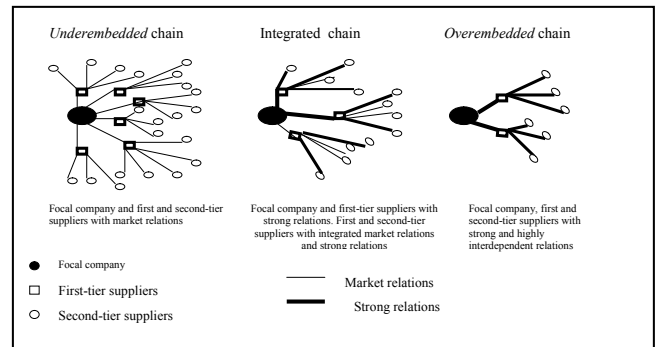 Underembedded chain
Integrated chain
Overembedded chain
Focal company and first and second-tier
suppliers with market relations
Focal company and first-tier suppliers with
strong relations. First and second-tier
suppliers with integrated market relations
and strong relations
Focal company, first and
second-tier suppliers with
strong and highly
interdependent relations
Focal company
First-tier suppliers
Second-tier suppliers
Market relations
Strong relations